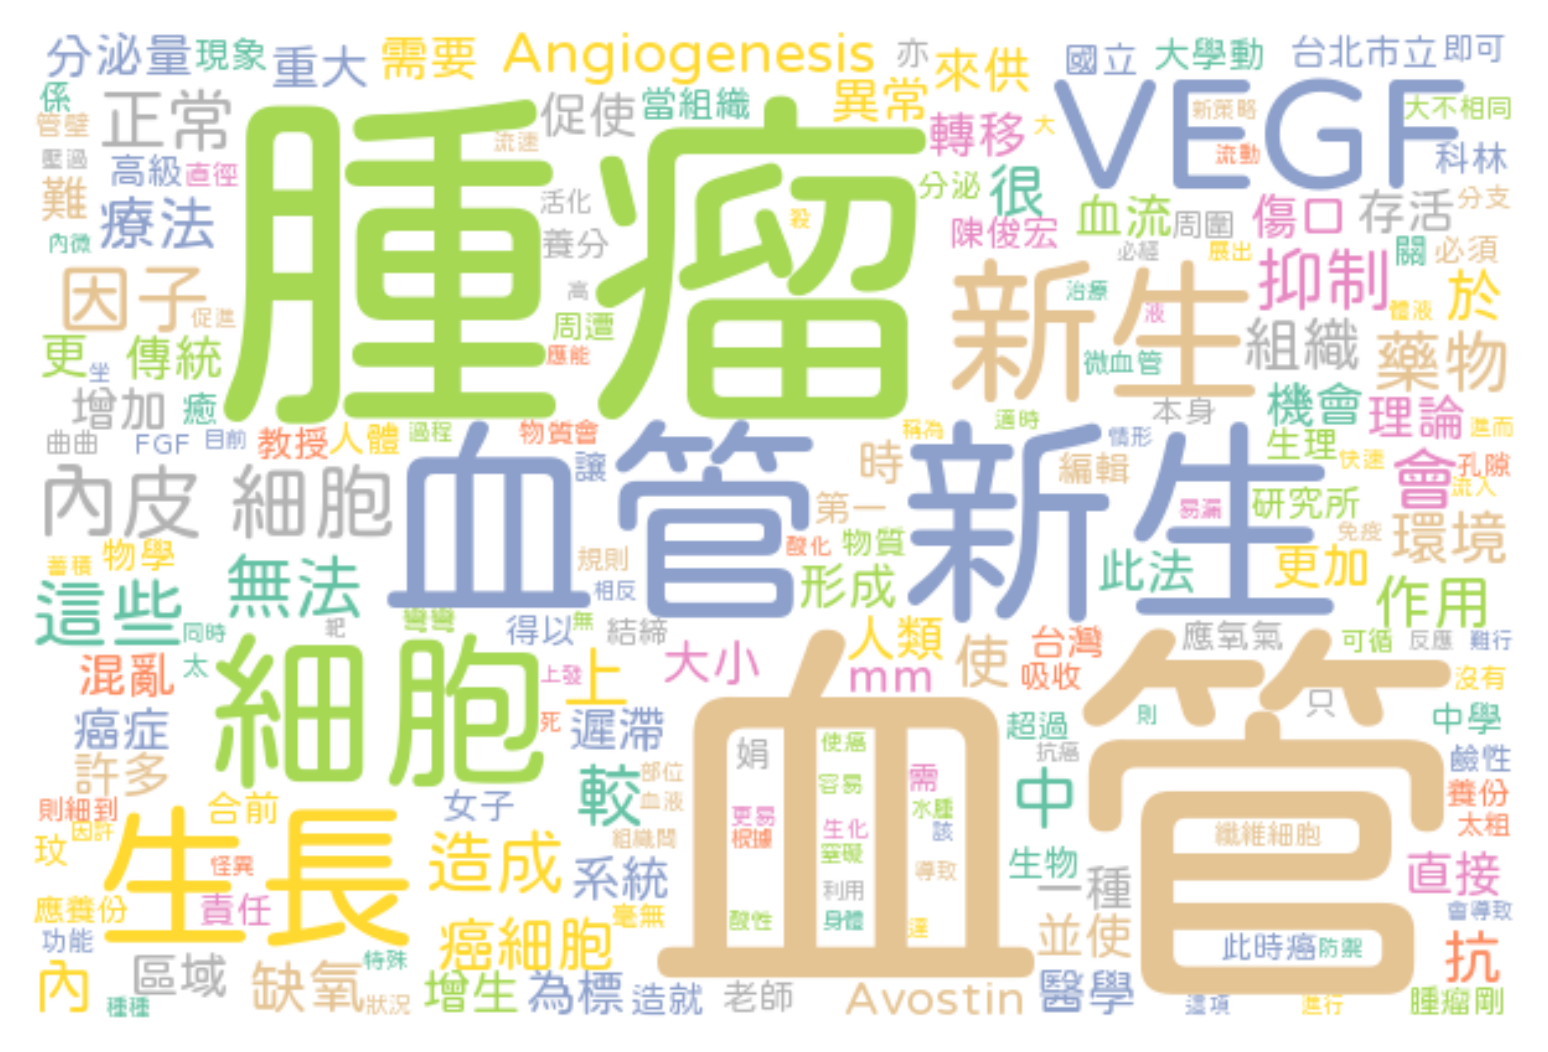 分泌量 現象 重大 需要 Angiogenesis 亦 來供 國立 大學動 台北市立 即可
係 正常 促使 當組織 異常 VEGF 新策略 大不相同
管壁 流速 轉移 大 流動 科林
壓過 高級 直徑 腫瘤 分泌 很
難 療法 活化 殺 陳俊宏 血流 周圍 傷口 存活 分支
內微 養分 必經 展出 抑制 關 必須
因子 促進 高 新生 治療 液 體液 於
更 坐 傳統 周遭 應能 微血管 組織 藥物
增加 癒 適時 本身 機會 理論
曲曲 FGF 目前 教授 人體 過程 物質會 稱為 情形 生理 進而
內皮 細胞 血管新生 讓 時 編輯 快速 會 孔隙 流入
第一 易漏 研究所
蓄積 物學 規則 酸化 物質 免疫 環境
這些 無法 相反 形成 此法 更加 作用
同時 靶 得以 無 結締 人類 台灣 應氧氣 可循 反應 難行
混亂 太 細胞 上發 上 大小 mm 使 吸收 血管 沒有
癌症 死 遲滯 娟 使癌 超過 則 只 中學
許多 較 部位 容易 需 抗癌 中 鹼性
則細到 合前 女子 血液 更易 水腫 養份
玟 因許 生長 組織間 根據 生化 該 纖維細胞 太粗
怪異 造成 系統 窒礙 導致 生物 一種 直接
應養份 責任 毫無 利用 會導致
功能 癌細胞 酸性 身體 達 並使 此時癌 防禦 抗
內 區域 缺氧 特殊
種種 狀況 增生 為標 造就 老師 Avostin 醫學 這項 進行 腫瘤剛